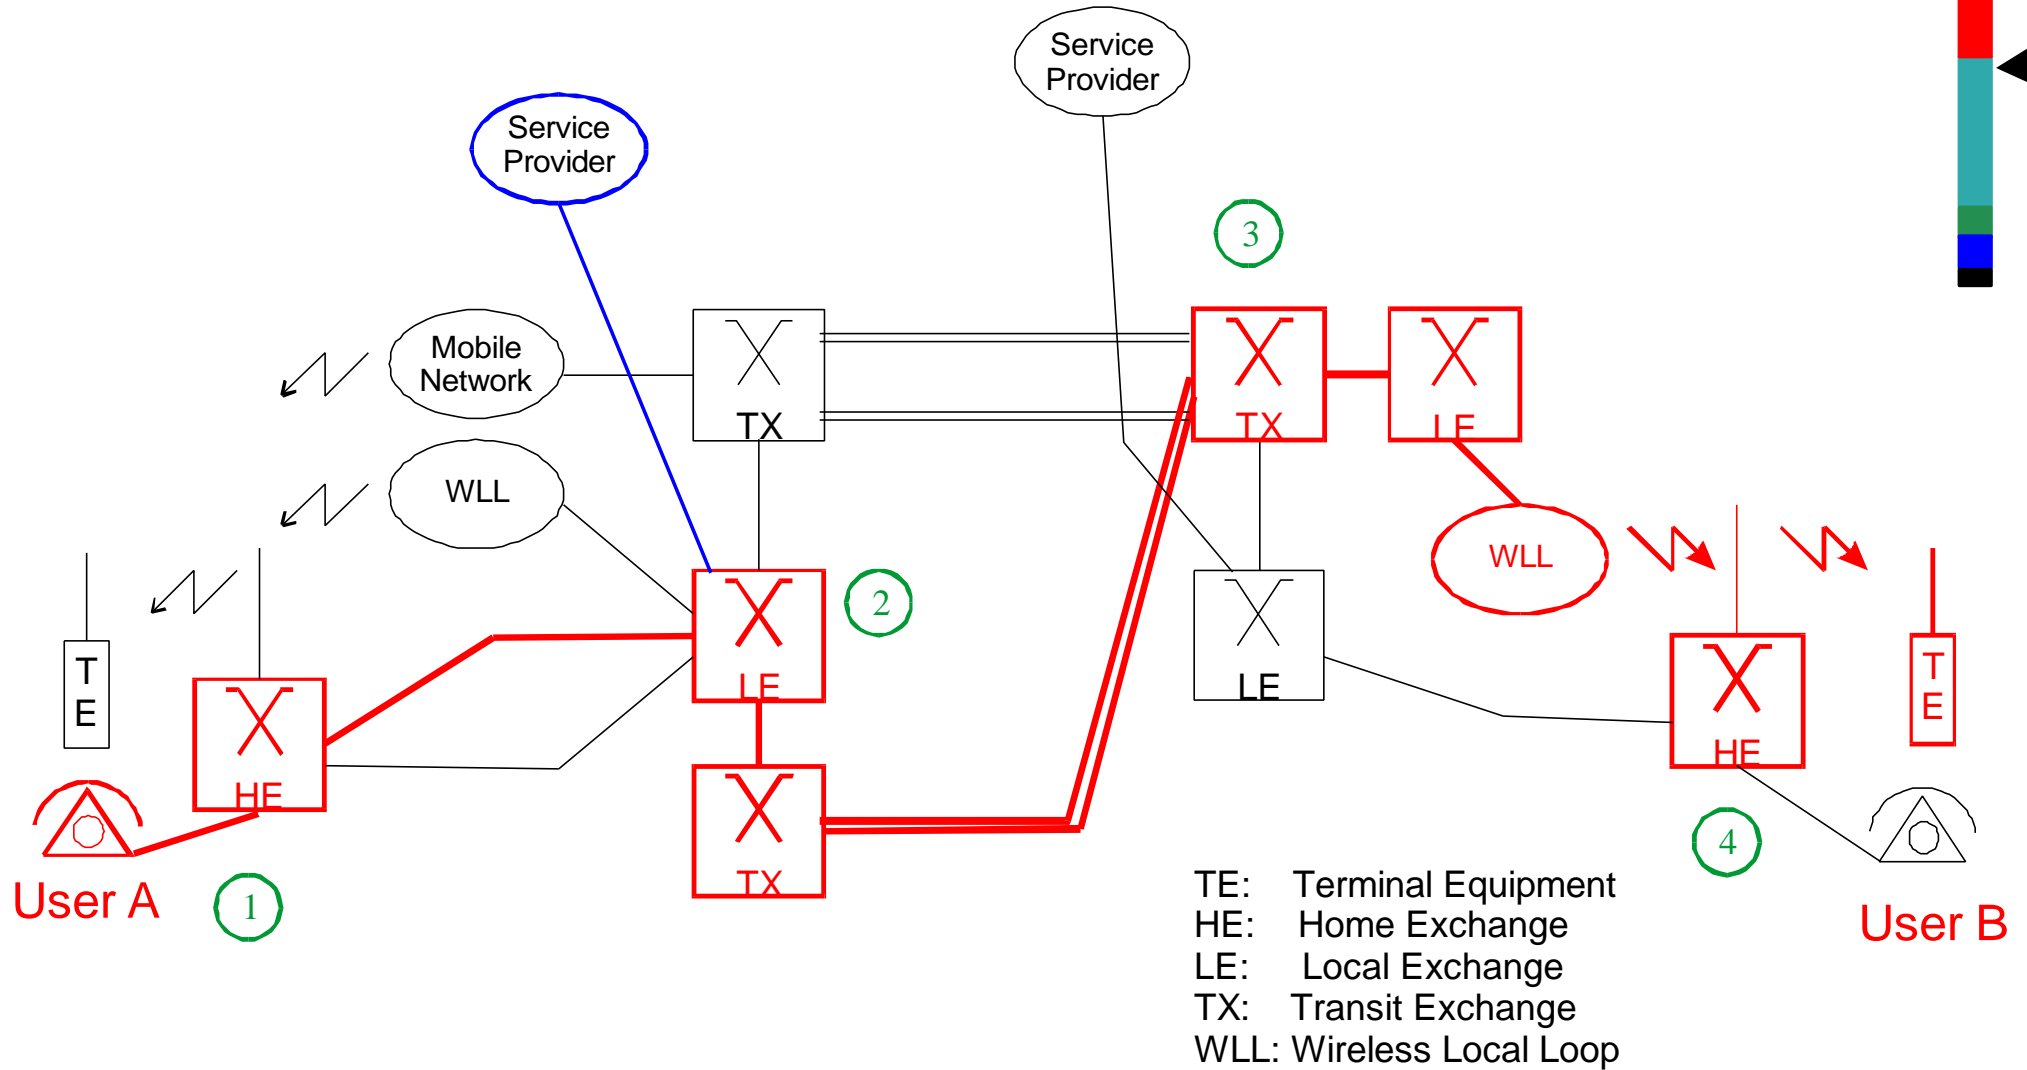 Service
Provider
Service
Provider
3
Mobile
Network
TX
TX
LE
WLL
WLL
2
T
E
T
E
LE
LE
HE
HE
TX
User A
1
4
User B
TE: Terminal Equipment
HE: Home Exchange
LE: Local Exchange
TX: Transit Exchange
WLL: Wireless Local Loop